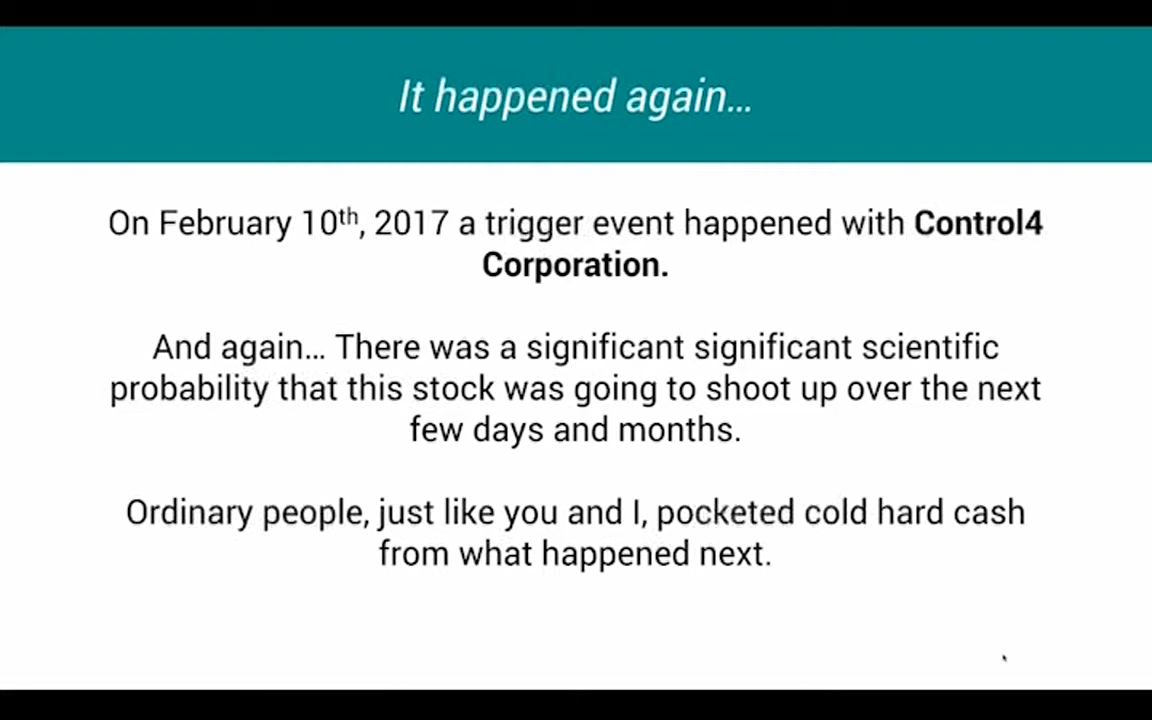 It happened again...
On February 10th, 2017 a trigger event happened with Control4
Corporation.
And again... There was a significant significant scientific
probability that this stock was going to shoot up over the next
few days and months.
Ordinary people, just like you and I, pocketed cold hard cash
from what happened next.